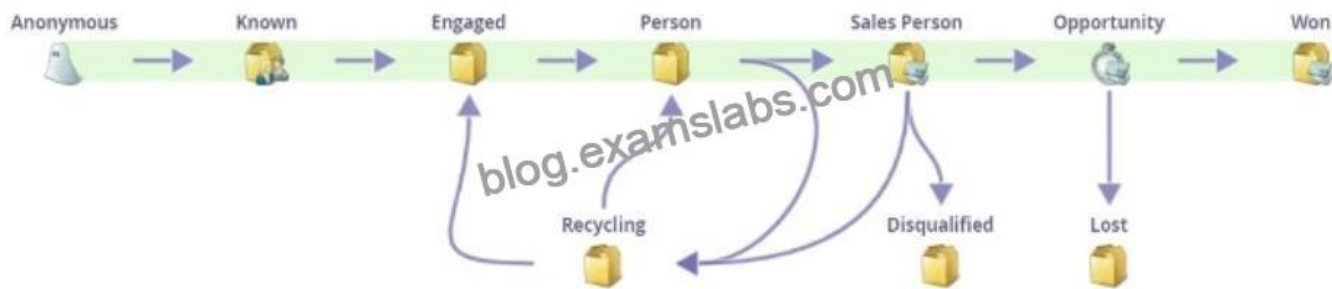 Anonymous Known Engaged Person Sales Person Opportunity Won
blog.examslabs.com
Recycling Disqualified Lost